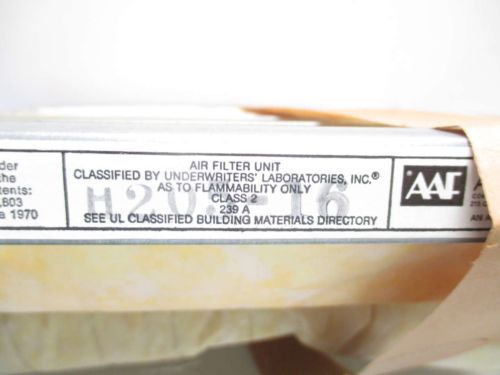 der
the
tents:
,603
e 1970
AIR FILTER UNIT
CLASSIFIED BY UNDERWRITERS' LABORATORIES, INC.®
AS TO FLAMMABILITY ONLY
CLASS 2
239 A
SEE UL CLASSIFIED BUILDING MATERIALS DIRECTORY
AAF